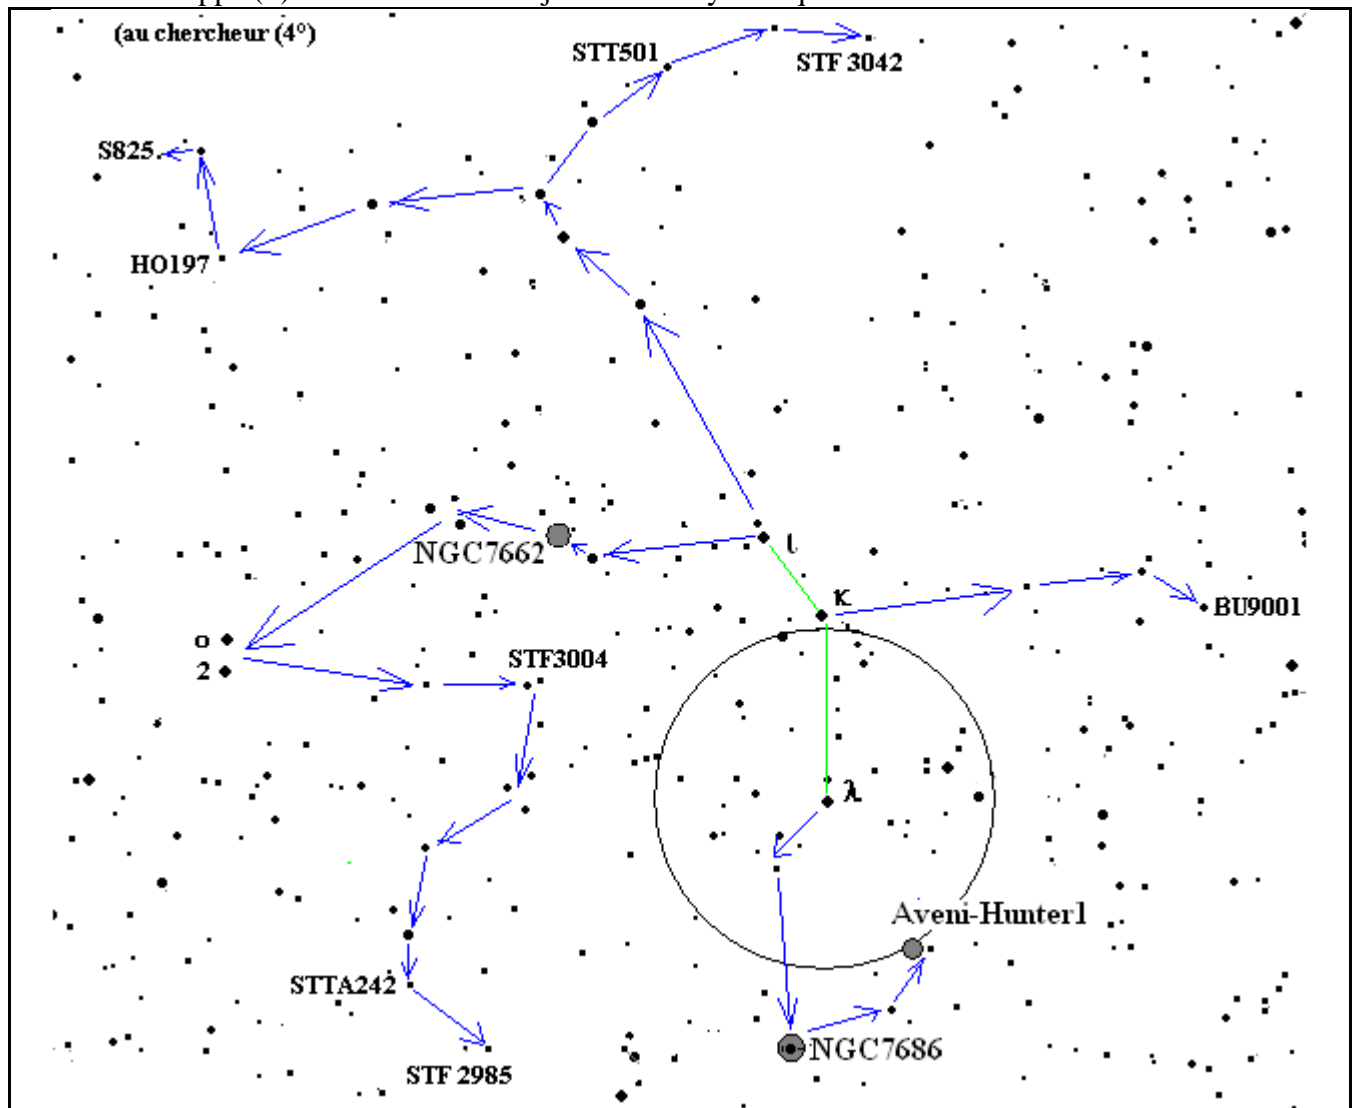 (au chercheur (4°)
STT501
STF 3042
S825
HO197
ι
NGC7662
κ
BU9001
o
2
STF3004
λ
Aveni-Hunter1
STTA242
NGC7686
STF 2985